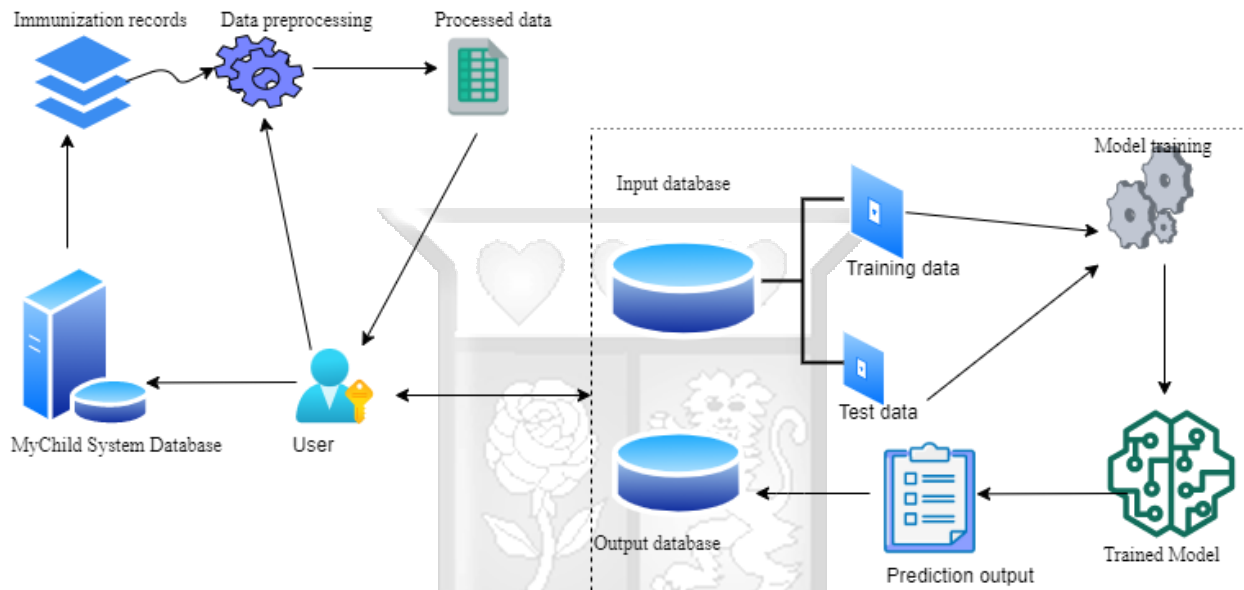 Immunization records
Data preprocessing
Processed data
Model training
Input database
Training data
Test data
MyChild System Database
User
Output database
Prediction output
Trained Model